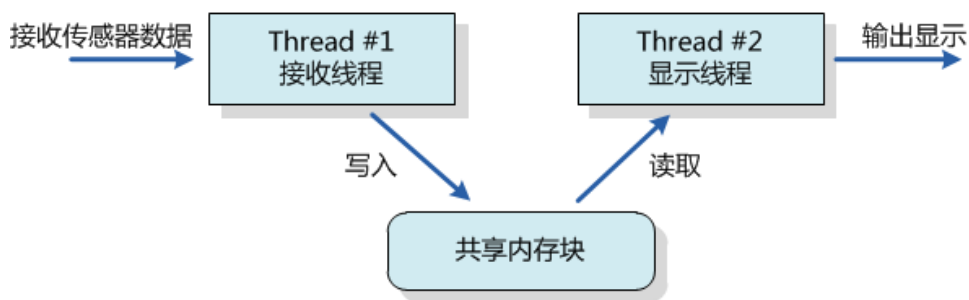 接收传感器数据
Thread #1
接收线程
Thread #2
显示线程
输出显示
写入
读取
共享内存块